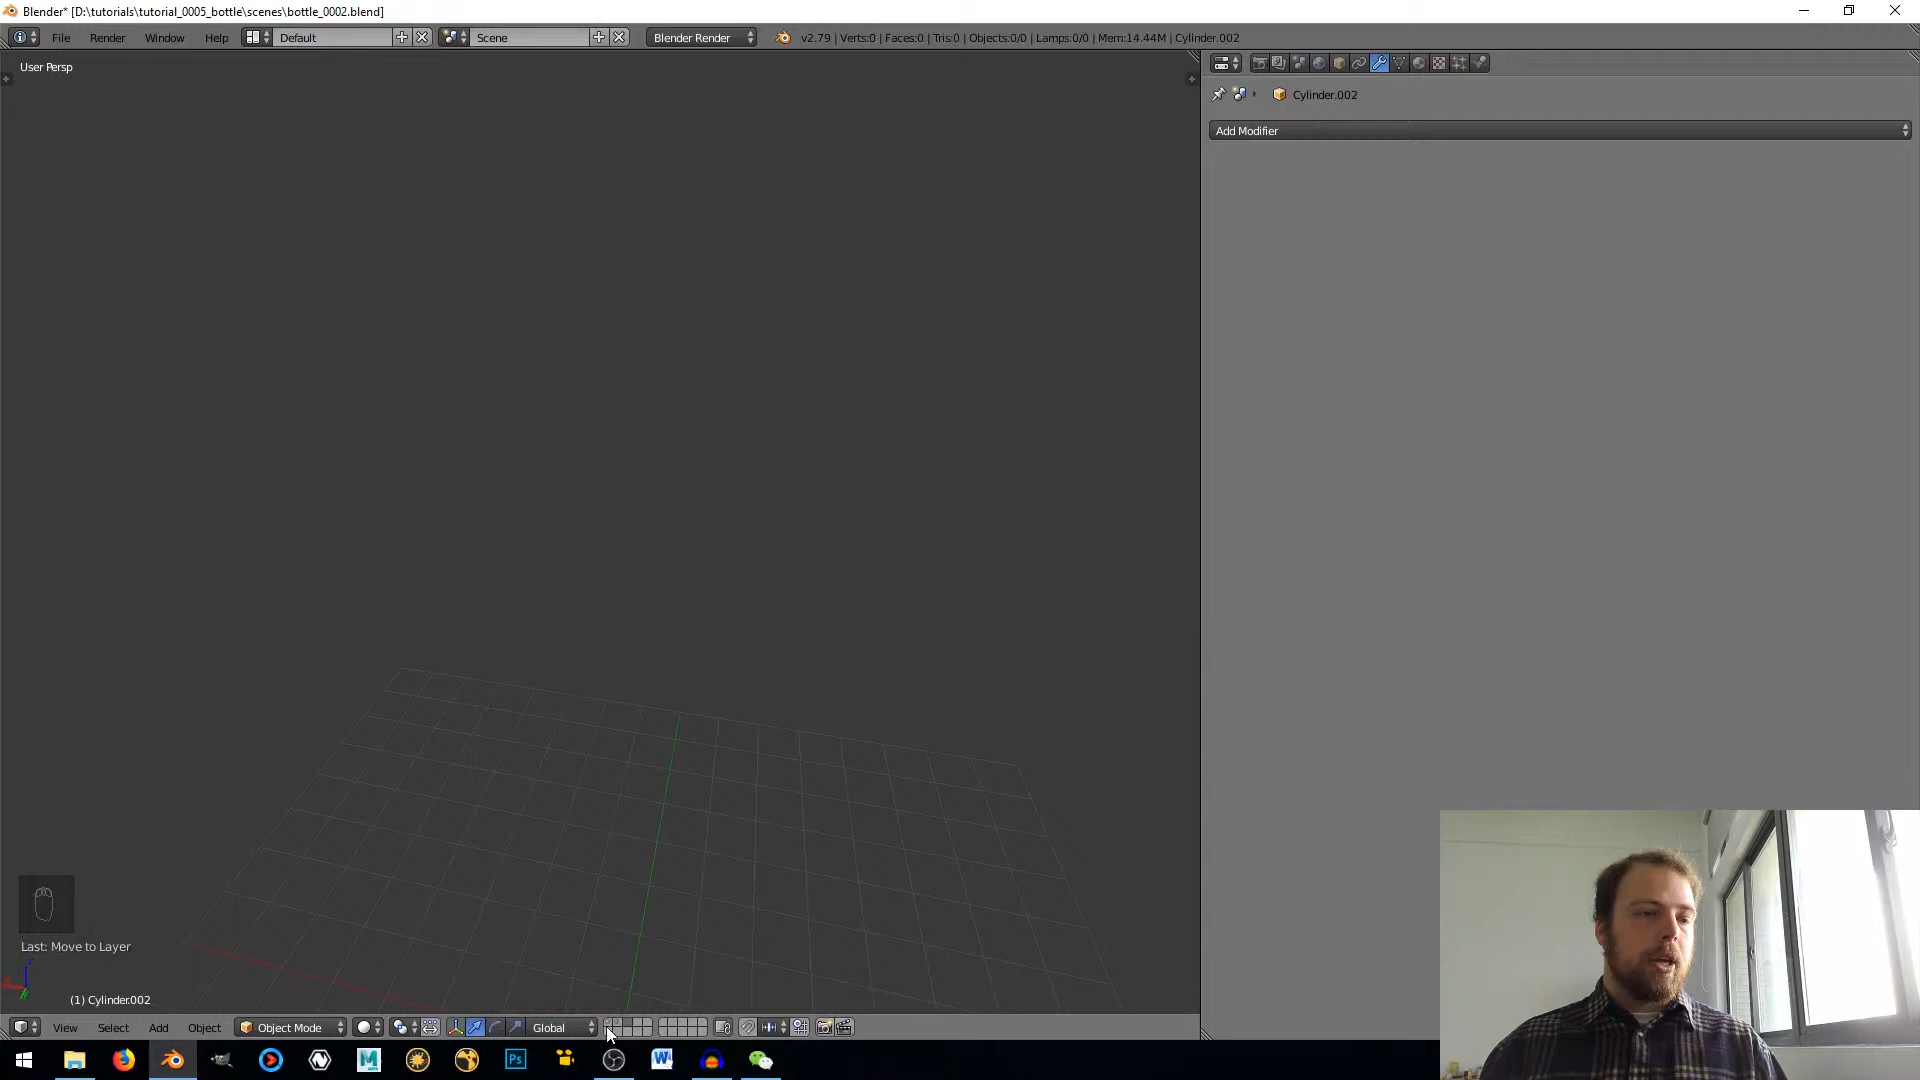 Blender* [D:\tutorials\tutorial_0005_bottle\scenes\bottle_0002.blend]
File Render Window Help Default Scene Blender Render v2.79 | Verts:0 | Faces:0 | Tris:0 | Objects:0/0 | Lamps:0/0 | Mem:14.44M | Cylinder.002
User Persp
Cylinder.002
Add Modifier
Last: Move to Layer
(1) Cylinder.002
View Select Add Object Object Mode Global
Ps
W